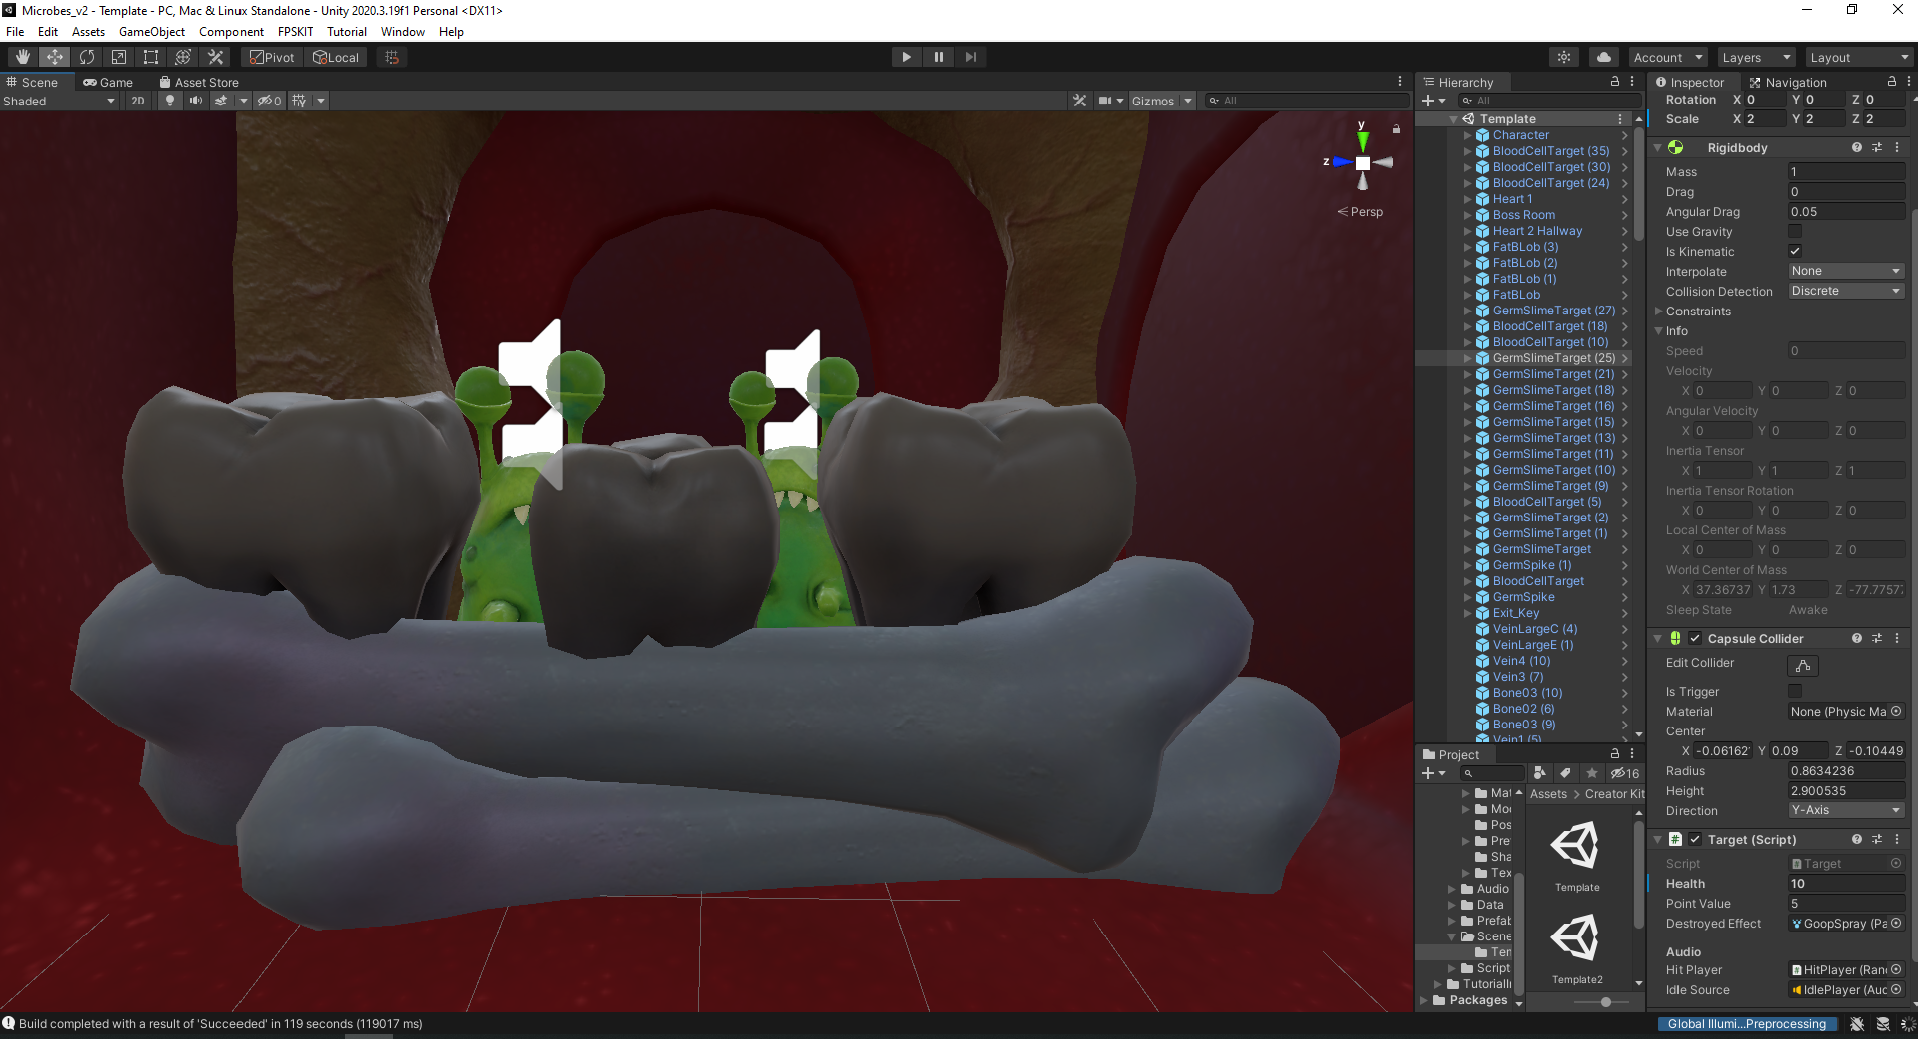 Microbes_v2 - Template - PC, Mac & Linux Standalone - Unity 2020.3.19f1 Personal <DX11>
File Edit Assets GameObject Component FPSKIT Tutorial Window Help
Pivot Local Account Layers Layout
Scene Game Asset Store
Shaded 2D 0 Gizmos All
y
z
Persp
Hierarchy
All
Template
Character
BloodCellTarget (35)
BloodCellTarget (30)
BloodCellTarget (24)
Heart 1
Boss Room
Heart 2 Hallway
FatBLob (3)
FatBLob (2)
FatBLob (1)
FatBLob
GermSlimeTarget (27)
BloodCellTarget (18)
BloodCellTarget (10)
GermSlimeTarget (25)
GermSlimeTarget (21)
GermSlimeTarget (18)
GermSlimeTarget (16)
GermSlimeTarget (15)
GermSlimeTarget (13)
GermSlimeTarget (11)
GermSlimeTarget (10)
GermSlimeTarget (9)
BloodCellTarget (5)
GermSlimeTarget (2)
GermSlimeTarget (1)
GermSlimeTarget
GermSpike (1)
BloodCellTarget
GermSpike
Exit_Key
VeinLargeC (4)
VeinLargeE (1)
Vein4 (10)
Vein3 (7)
Bone03 (10)
Bone02 (6)
Bone03 (9)
Vein1 (5)
Project
16
Mat
Mod
Pos
Pre
Sha
Tex
Audio
Data
Prefab
Scene
Tem
Script
TutorialI
Packages
Assets > Creator Kit
Template
Template2
Inspector Navigation
Rotation X 0 Y 0 Z 0
Scale X 2 Y 2 Z 2
Rigidbody
Mass 1
Drag 0
Angular Drag 0.05
Use Gravity
Is Kinematic
Interpolate None
Collision Detection Discrete
Constraints
Info
Speed 0
Velocity
X 0 Y 0 Z 0
Angular Velocity
X 0 Y 0 Z 0
Inertia Tensor
X 1 Y 1 Z 1
Inertia Tensor Rotation
X 0 Y 0 Z 0
Local Center of Mass
X 0 Y 0 Z 0
World Center of Mass
X 37.36737 Y 1.73 Z -77.77577
Sleep State Awake
Capsule Collider
Edit Collider
Is Trigger
Material None (Physic Ma
Center
X -0.06162 Y 0.09 Z -0.10449
Radius 0.8634236
Height 2.900535
Direction Y-Axis
Target (Script)
Script Target
Health 10
Point Value 5
Destroyed Effect GoopSpray (Pa
Audio
Hit Player HitPlayer (Ran
Idle Source IdlePlayer (Aud
Build completed with a result of 'Succeeded' in 119 seconds (119017 ms)
Global Illumi...Preprocessing